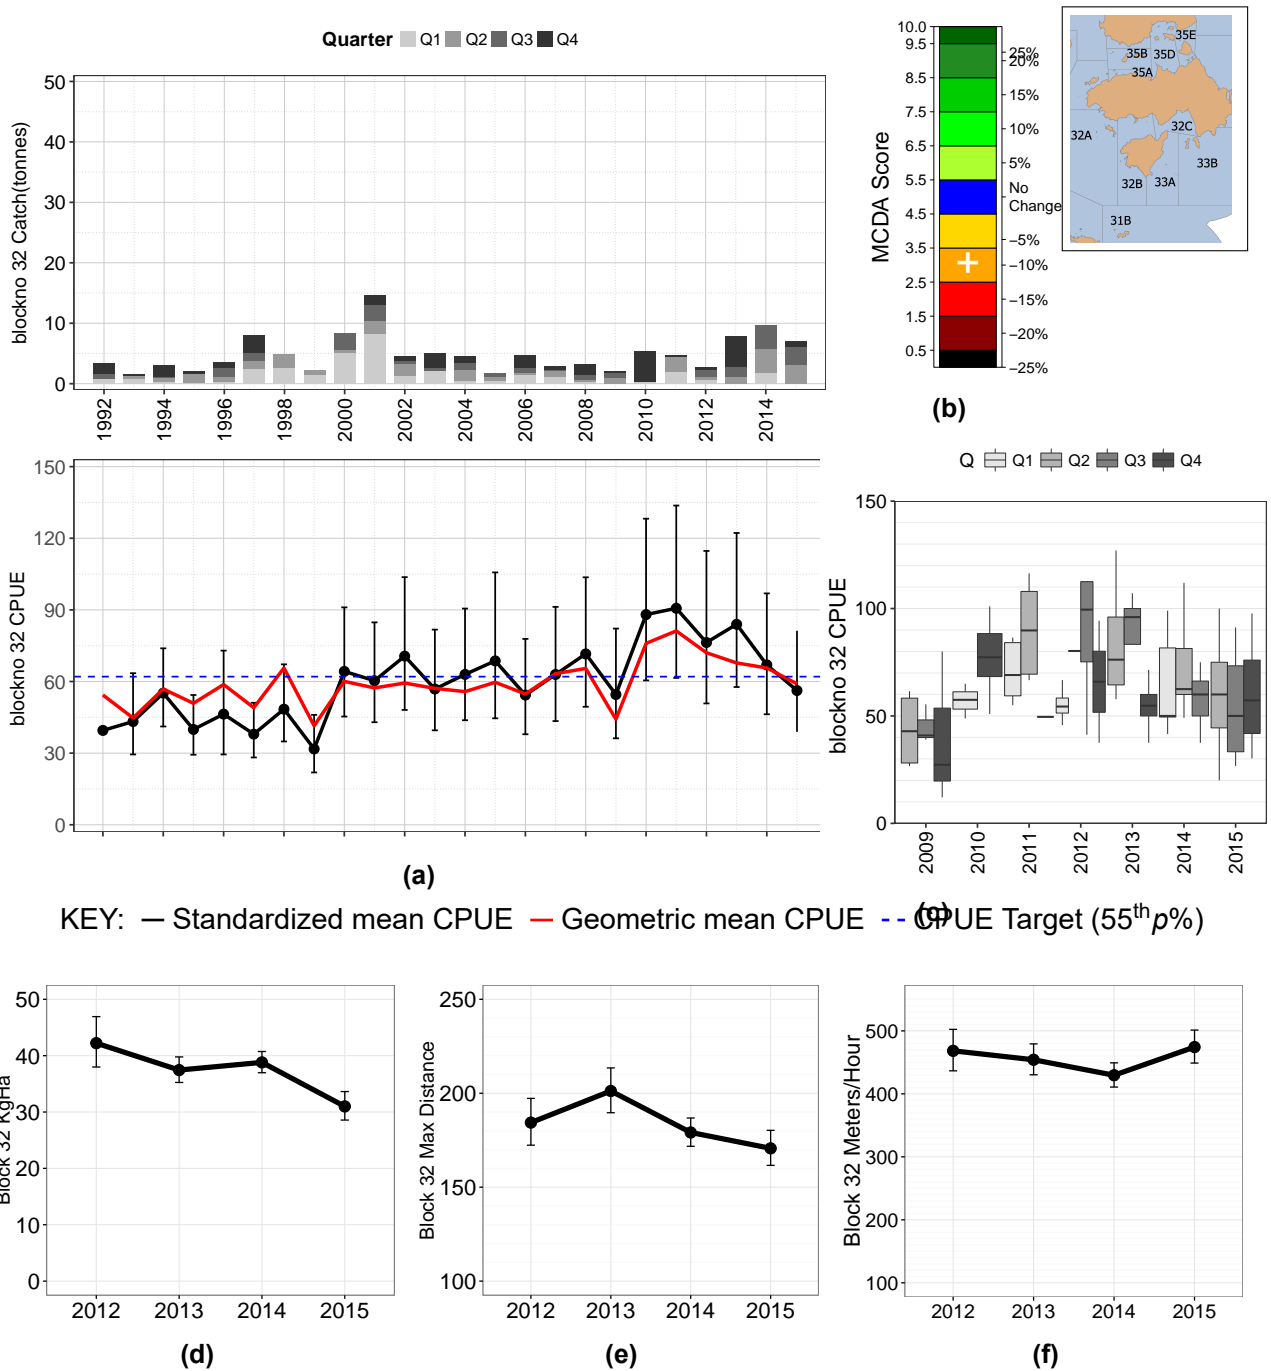 Quarter Q1 Q2 Q3 Q4
blockno 32 Catch(tonnes)
50
40
30
20
10
0
1992 1994 1996 1998 2000 2002 2004 2006 2008 2010 2012 2014
blockno 32 CPUE
150
120
90
60
30
0
(a)
MCDA Score
10.0
9.5
8.5
7.5
6.5
5.5
4.5
3.5
2.5
1.5
0.5
25%
20%
15%
10%
5%
No
Change
−5%
−10%
−15%
−20%
−25%
(b)
35E
35B 35D
35A
32C
32A
33B
32B 33A
31B
Q Q1 Q2 Q3 Q4
blockno 32 CPUE
150
100
50
0
2009 2010 2011 2012 2013 2014 2015
(c)
KEY: Standardized mean CPUE Geometric mean CPUE CPUE Target (55th p%)
Block 32 KgHa
50
40
30
20
10
0
2012 2013 2014 2015
(d)
Block 32 Max Distance
250
200
150
100
2012 2013 2014 2015
(e)
Block 32 Meters/Hour
500
400
300
200
100
2012 2013 2014 2015
(f)